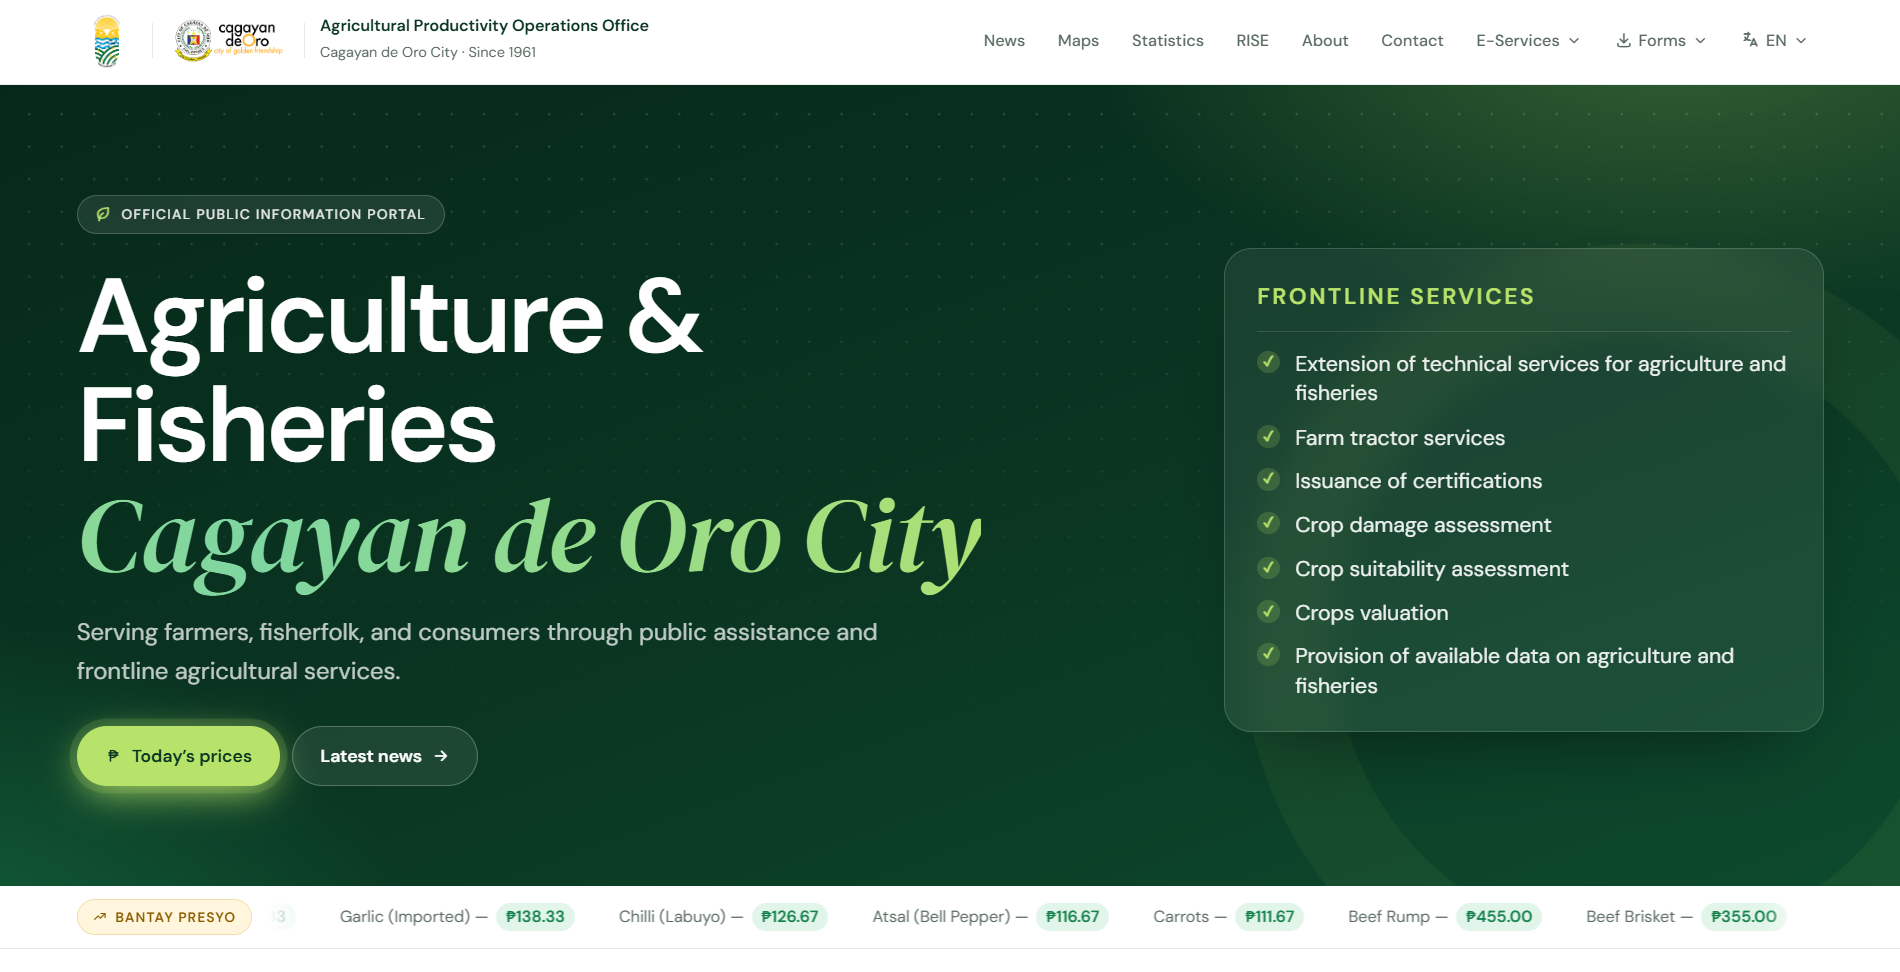 cagayan
de Oro
city of golden friendship
Agricultural Productivity Operations Office
Cagayan de Oro City · Since 1961
News Maps Statistics RISE About Contact E-Services Forms EN
OFFICIAL PUBLIC INFORMATION PORTAL
Agriculture &
Fisheries
Cagayan de Oro City
Serving farmers, fisherfolk, and consumers through public assistance and
frontline agricultural services.
₱ Today’s prices
Latest news →
FRONTLINE SERVICES
Extension of technical services for agriculture and
fisheries
Farm tractor services
Issuance of certifications
Crop damage assessment
Crop suitability assessment
Crops valuation
Provision of available data on agriculture and
fisheries
BANTAY PRESYO Garlic (Imported) — ₱138.33 Chilli (Labuyo) — ₱126.67 Atsal (Bell Pepper) — ₱116.67 Carrots — ₱111.67 Beef Rump — ₱455.00 Beef Brisket — ₱355.00